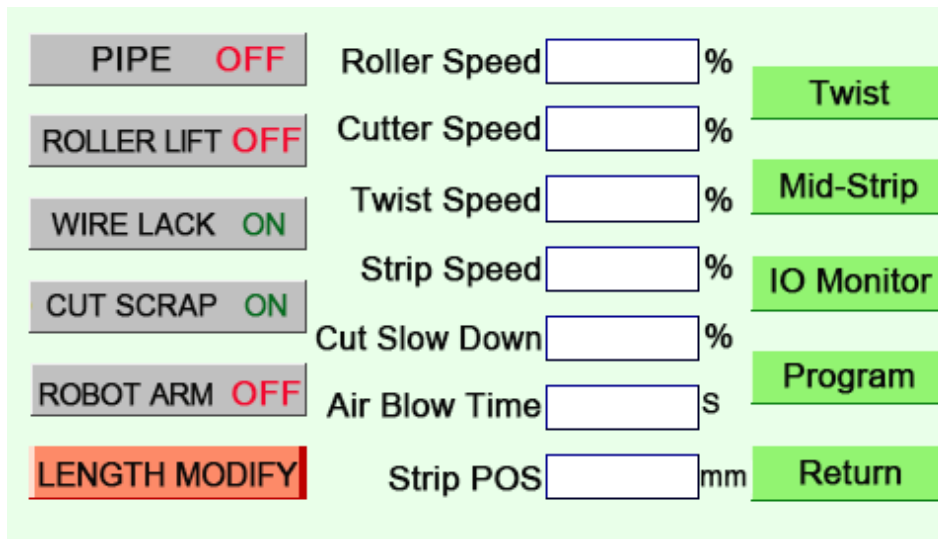 PIPE OFF
ROLLER LIFT OFF
WIRE LACK ON
CUT SCRAP ON
ROBOT ARM OFF
LENGTH MODIFY
Roller Speed %
Cutter Speed %
Twist Speed %
Strip Speed %
Cut Slow Down %
Air Blow Time S
Strip POS mm
Twist
Mid-Strip
IO Monitor
Program
Return